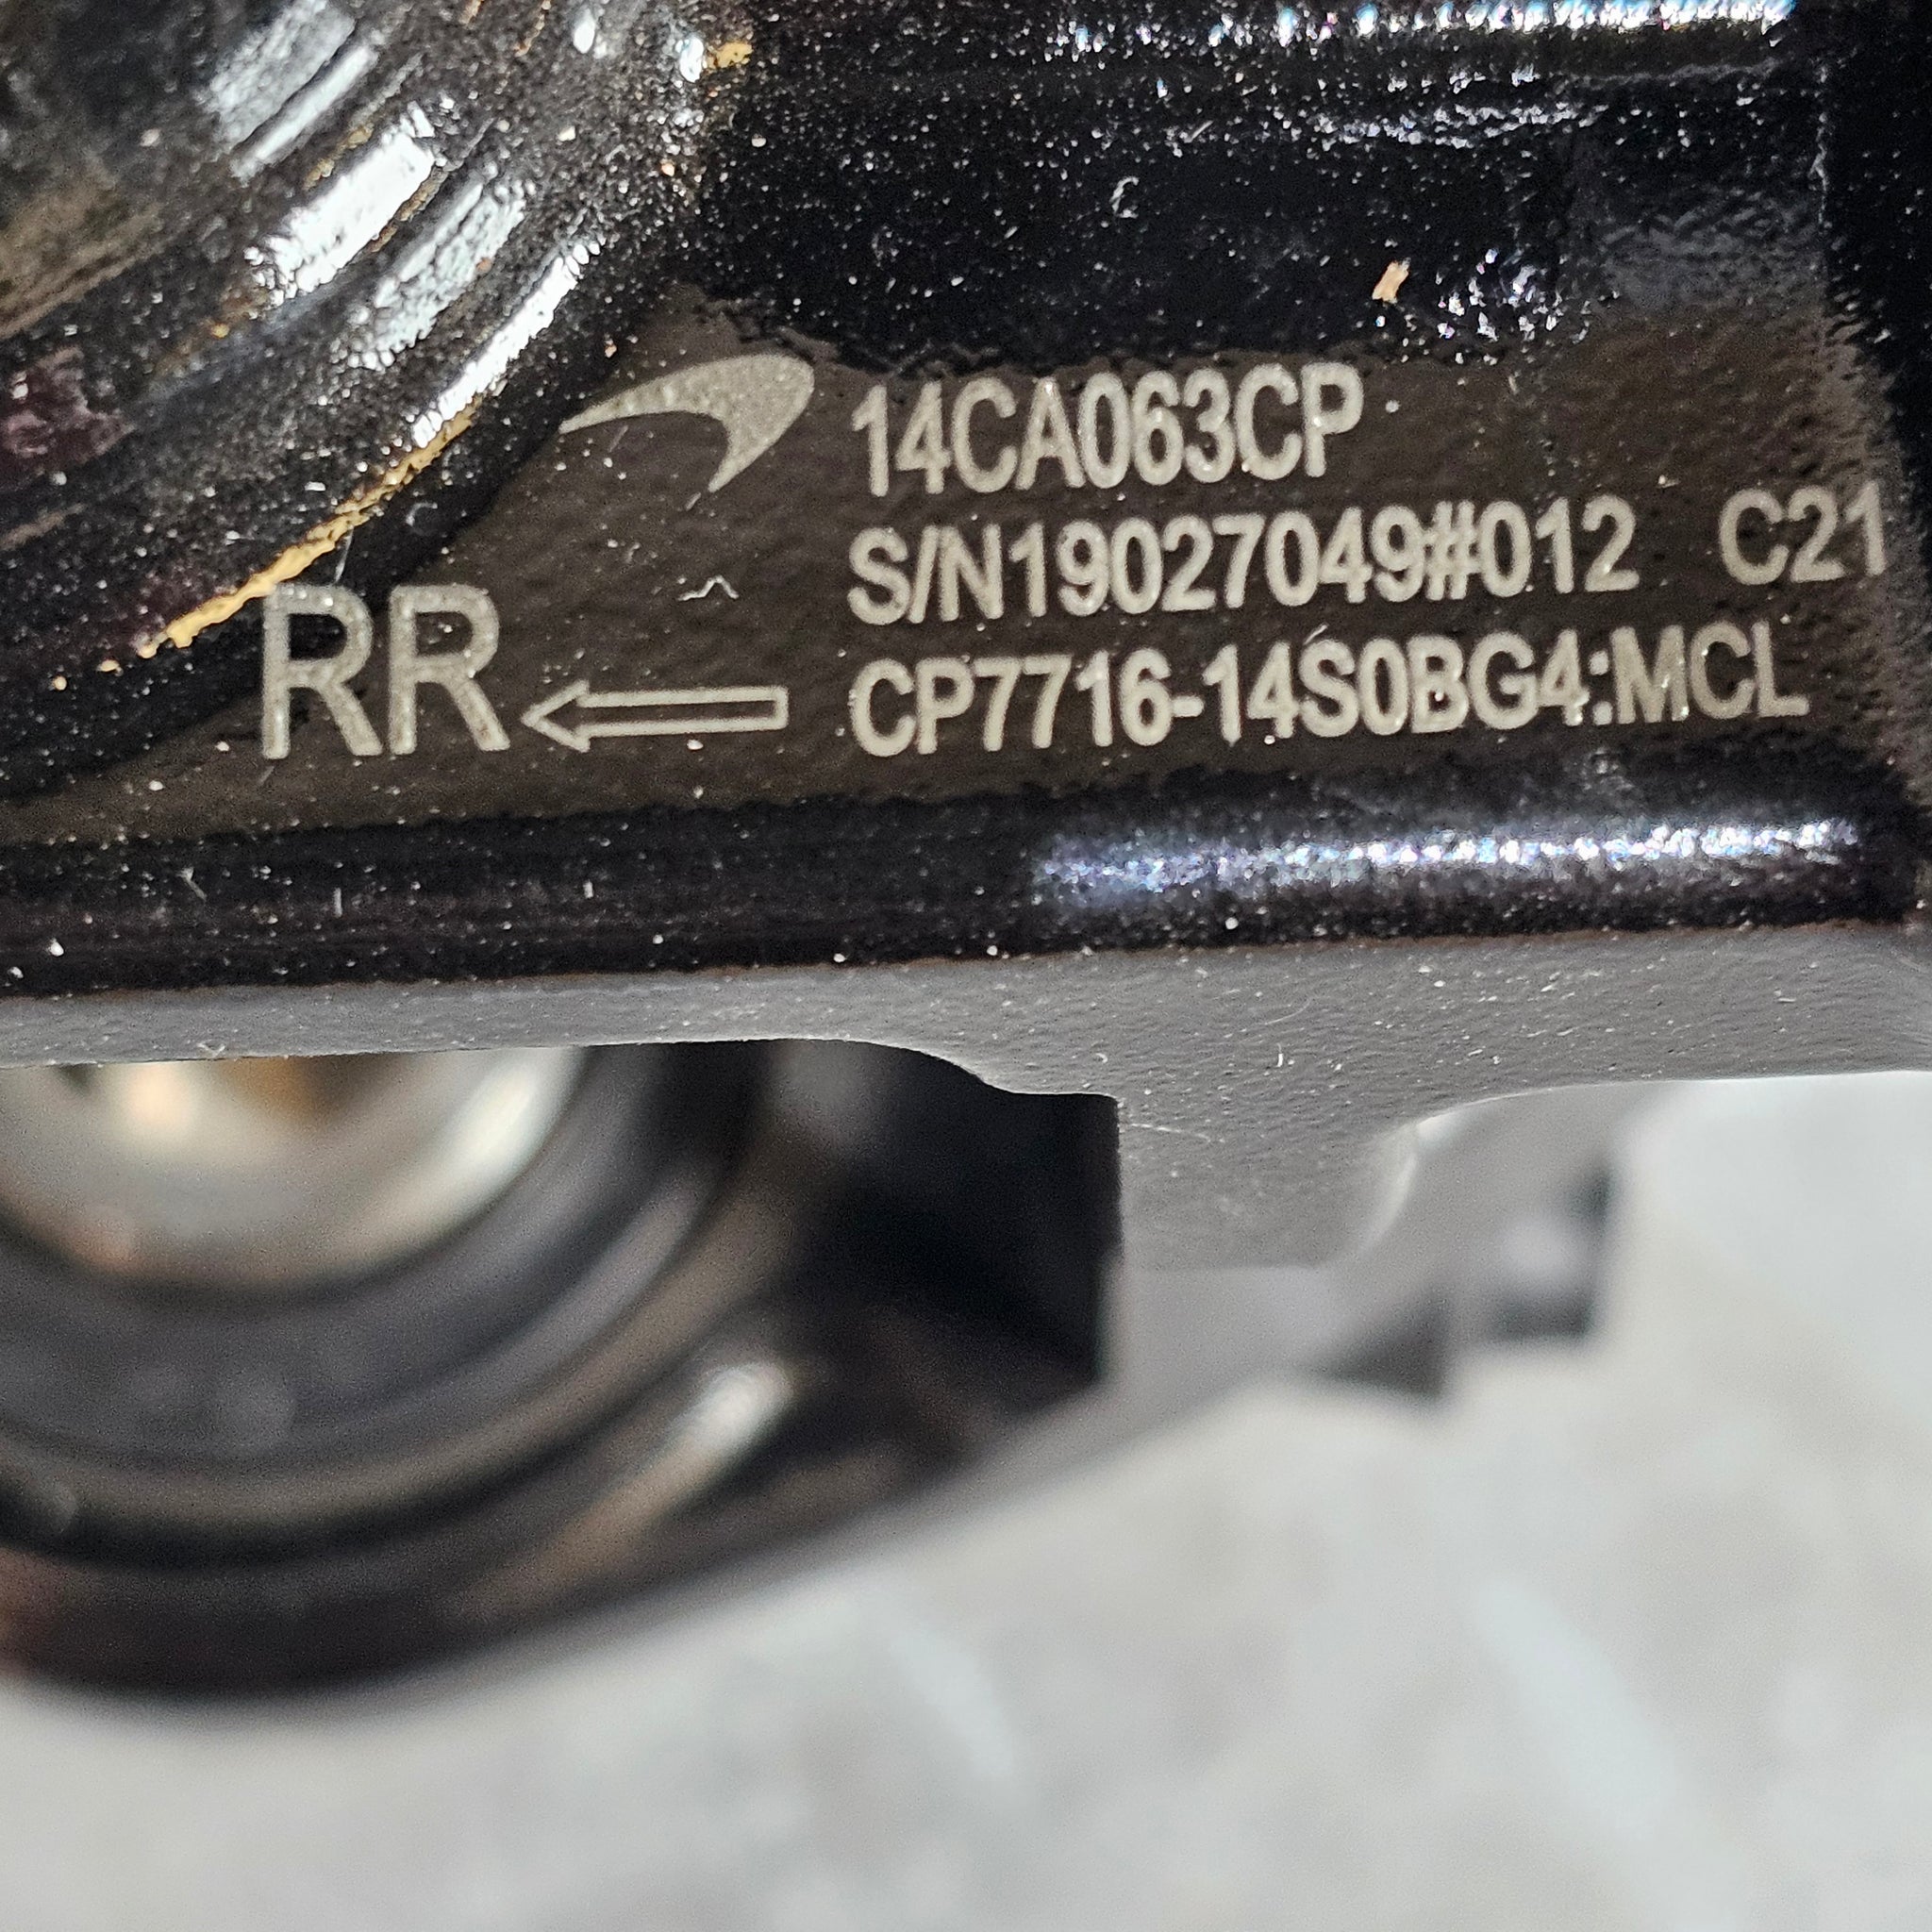 14CA063CP
S/N19027049#012 C21
RR
CP7716-14S0BG4:MCL